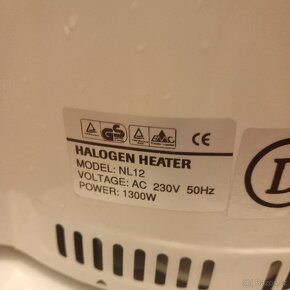 GS
CE
HALOGEN HEATER
MODEL: NL12
VOLTAGE: AC 230V 50Hz
POWER: 1300W
D